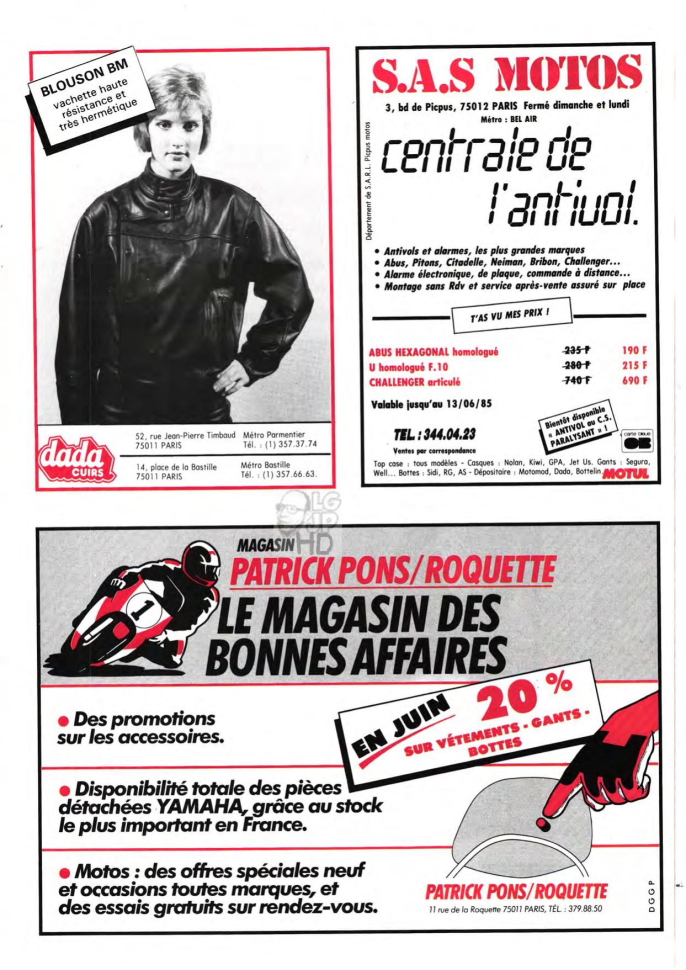 BLOUSON BM
vachette haute
résistance et
très hermétique
dada
CUIRS
52, rue Jean-Pierre Timbaud Métro Parmentier
75011 PARIS Tél. : (1) 357.37.74
14, place de la Bastille Métro Bastille
75011 PARIS Tél. : (1) 357.66.63.
S.A.S MOTOS
3, bd de Picpus, 75012 PARIS Fermé dimanche et lundi
Métro : BEL AIR
Département de S.A.R.L. Picpus motos
centrale de
l'antivol.
• Antivols et alarmes, les plus grandes marques
• Abus, Pitons, Citadelle, Neiman, Bribon, Challenger...
• Alarme électronique, de plaque, commande à distance...
• Montage sans Rdv et service après-vente assuré sur place
T'AS VU MES PRIX !
ABUS HEXAGONAL homologué 235 F 190 F
U homologué F.10 280 F 215 F
CHALLENGER articulé 740 F 690 F
Valable jusqu'au 13/06/85
TEL. : 344.04.23
Ventes par correspondance
Bientôt disponible
« ANTIVOL au C.S.
PARALYSANT » !
CARTE BLEUE
Top case : tous modèles - Casques : Nolan, Kiwi, GPA, Jet Us. Gants : Segura,
Well... Bottes : Sidi, RG, AS - Dépositaire : Motomod, Dada, Bottelin MOTUL
LG
JP
HD
MAGASIN
PATRICK PONS/ROQUETTE
LE MAGASIN DES
BONNES AFFAIRES
1
EN JUIN 20 %
SUR VÉTEMENTS - GANTS -
BOTTES
• Des promotions
sur les accessoires.
• Disponibilité totale des pièces
détachées YAMAHA, grâce au stock
le plus important en France.
• Motos : des offres spéciales neuf
et occasions toutes marques, et
des essais gratuits sur rendez-vous.
PATRICK PONS/ROQUETTE
11 rue de la Roquette 75011 PARIS, TÉL. : 379.88.50
DGGP